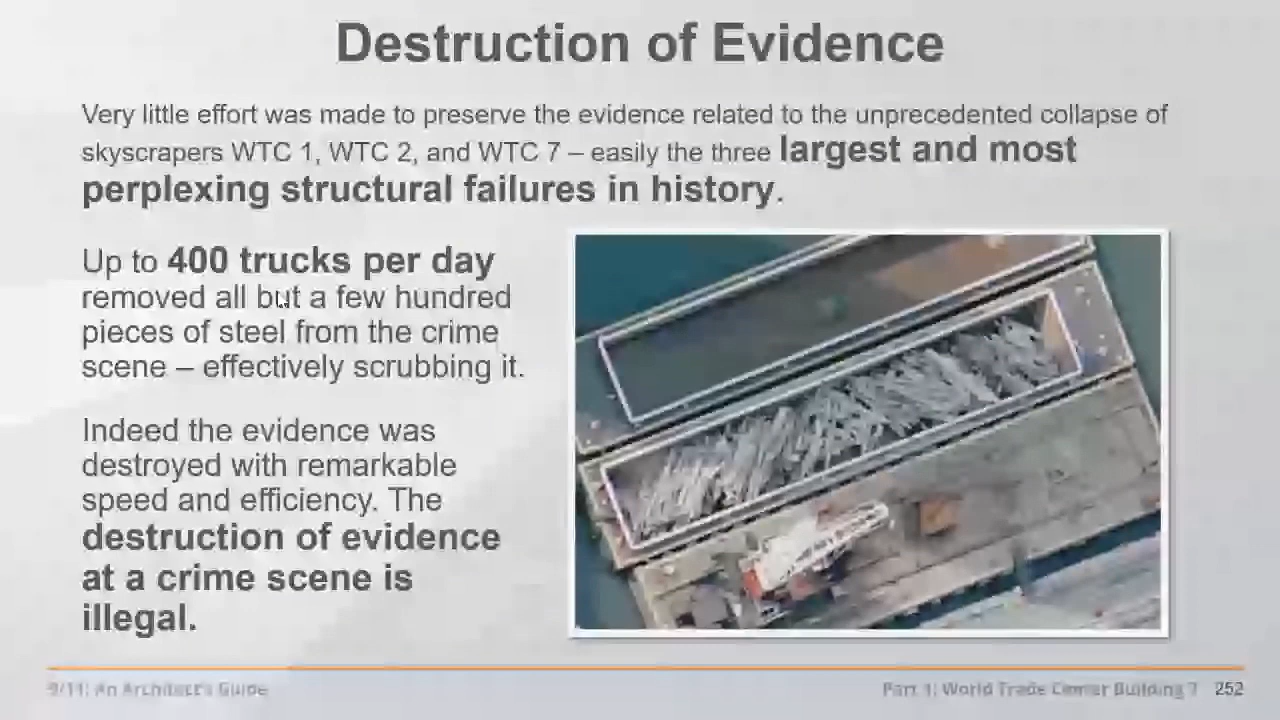 Destruction of Evidence
Very little effort was made to preserve the evidence related to the unprecedented collapse of
skyscrapers WTC 1, WTC 2, and WTC 7 – easily the three largest and most
perplexing structural failures in history.
Up to 400 trucks per day
removed all but a few hundred
pieces of steel from the crime
scene – effectively scrubbing it.
Indeed the evidence was
destroyed with remarkable
speed and efficiency. The
destruction of evidence
at a crime scene is
illegal.
9/11: An Architect's Guide
Part 1: World Trade Center Building 7 252